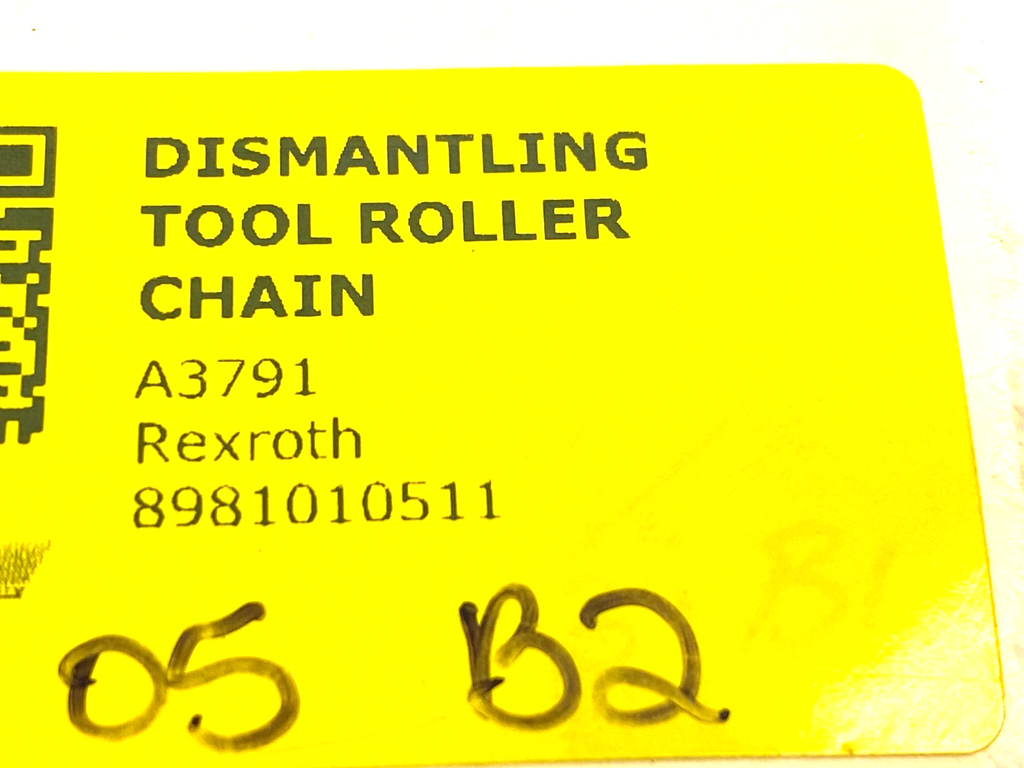 DISMANTLING
TOOL ROLLER
CHAIN
A3791
Rexroth
8981010511
05 B2